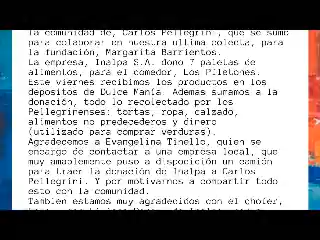 la comunidad de, Carlos Pellegrini, que se sumó
para colaborar en nuestra ultima colecta, para
la fundación, Margarita Barrientos.
La empresa, Inalpa S.A. dono 7 paletas de
alimentos, para el comedor, Los Piletones.
Este viernes recibimos los productos en los
depositos de Dulce Manía. Ademas sumamos a la
donación, todo lo recolectado por los
Pellegrinenses: tortas, ropa, calzado,
alimentos no predecederos y dinero
(utilizado para comprar verduras).
Agradecemos a Evangelina Tinello, quien se
encargo de contactar a una empresa local, que
muy amablemente puso a disposición un camión
para traer la donación de Inalpa a Carlos
Pellegrini. Y por motivarnos a compartir todo
esto con la comunidad.
Tambien estamos muy agradecidos con el chofer,